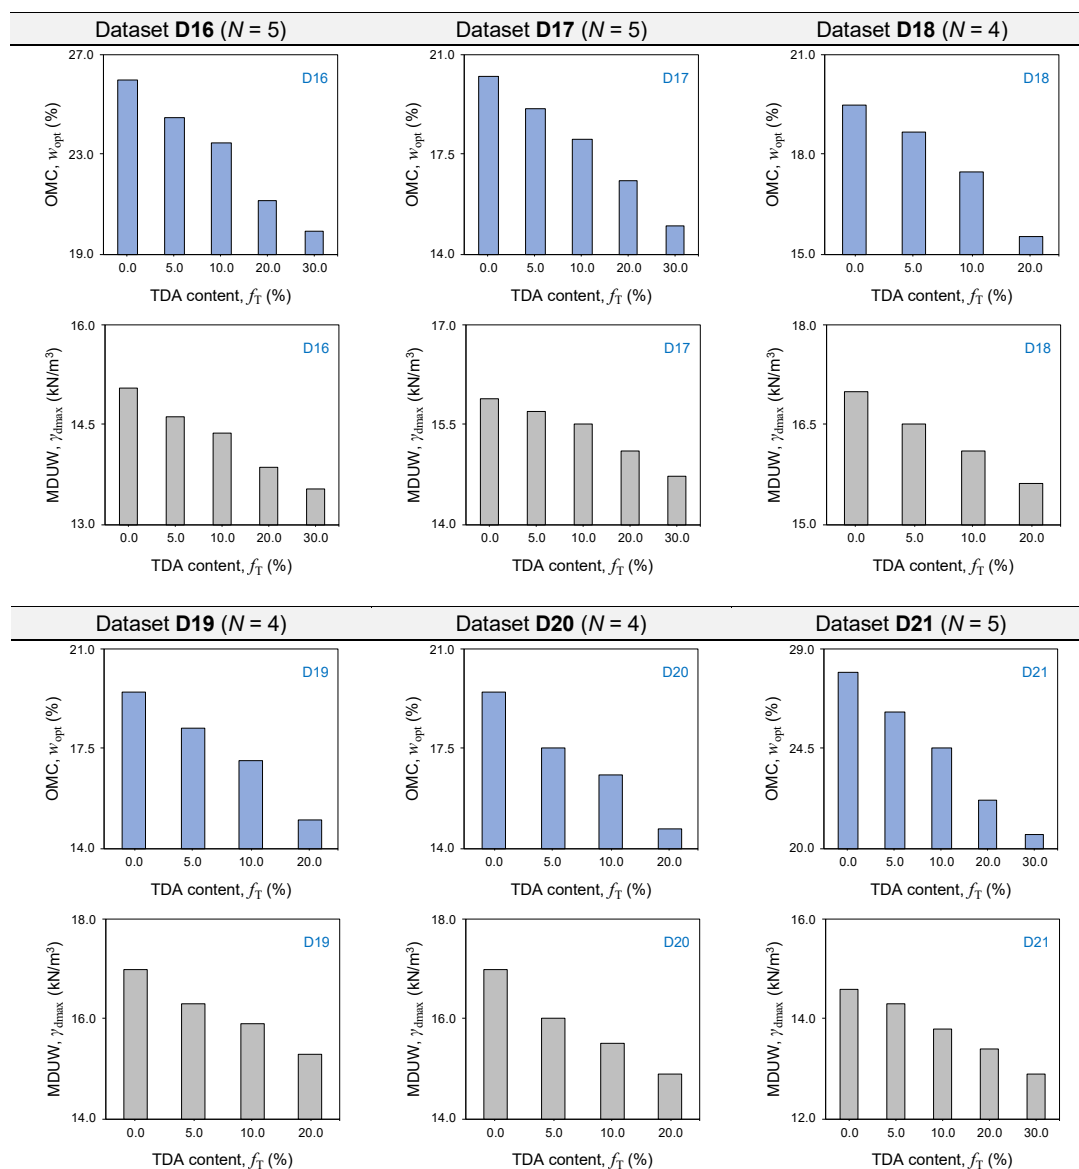 Dataset D16 (N = 5)
Dataset D17 (N = 5)
Dataset D18 (N = 4)
27.0
23.0
19.0
OMC, wopt (%)
D16
0.0 5.0 10.0 20.0 30.0
TDA content, fT (%)
21.0
17.5
14.0
OMC, wopt (%)
D17
0.0 5.0 10.0 20.0 30.0
TDA content, fT (%)
21.0
18.0
15.0
OMC, wopt (%)
D18
0.0 5.0 10.0 20.0
TDA content, fT (%)
16.0
14.5
13.0
MDUW, γdmax (kN/m³)
D16
0.0 5.0 10.0 20.0 30.0
TDA content, fT (%)
17.0
15.5
14.0
MDUW, γdmax (kN/m³)
D17
0.0 5.0 10.0 20.0 30.0
TDA content, fT (%)
18.0
16.5
15.0
MDUW, γdmax (kN/m³)
D18
0.0 5.0 10.0 20.0
TDA content, fT (%)
Dataset D19 (N = 4)
Dataset D20 (N = 4)
Dataset D21 (N = 5)
21.0
17.5
14.0
OMC, wopt (%)
D19
0.0 5.0 10.0 20.0
TDA content, fT (%)
21.0
17.5
14.0
OMC, wopt (%)
D20
0.0 5.0 10.0 20.0
TDA content, fT (%)
29.0
24.5
20.0
OMC, wopt (%)
D21
0.0 5.0 10.0 20.0 30.0
TDA content, fT (%)
18.0
16.0
14.0
MDUW, γdmax (kN/m³)
D19
0.0 5.0 10.0 20.0
TDA content, fT (%)
18.0
16.0
14.0
MDUW, γdmax (kN/m³)
D20
0.0 5.0 10.0 20.0
TDA content, fT (%)
16.0
14.0
12.0
MDUW, γdmax (kN/m³)
D21
0.0 5.0 10.0 20.0 30.0
TDA content, fT (%)